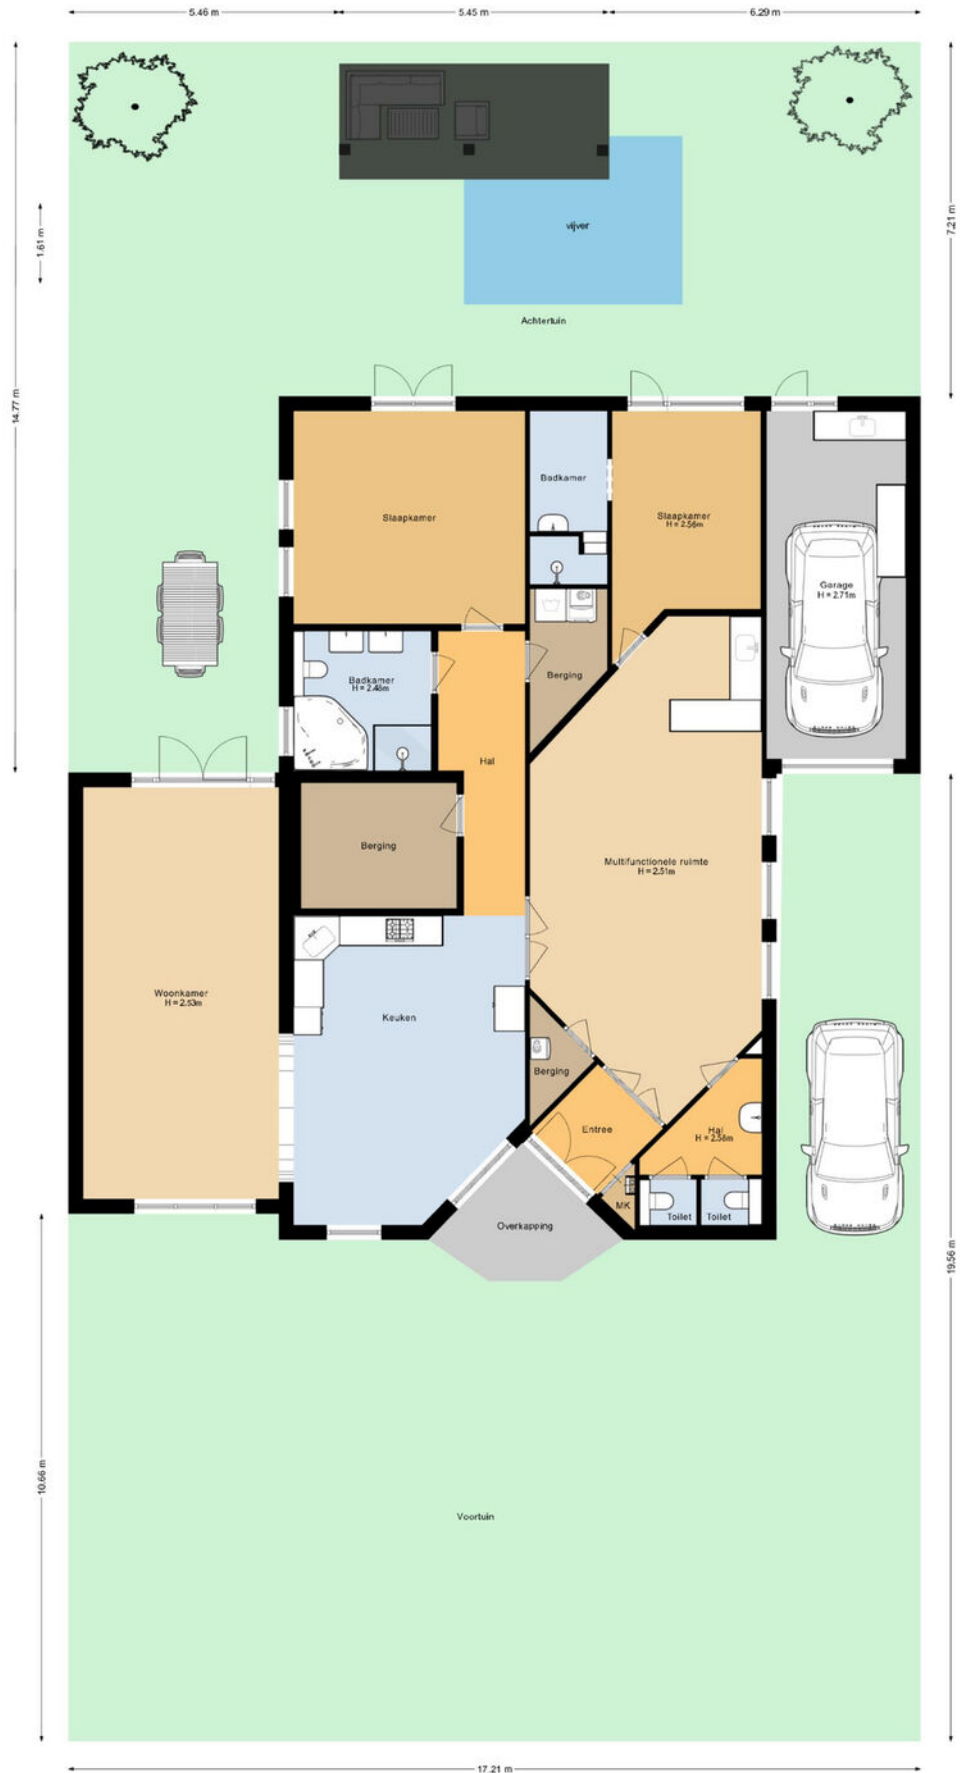 5.46 m
5.45 m
6.29 m
14.77 m
1.61 m
7.21 m
vijver
Achtertuin
Slaapkamer
Badkamer
Slaapkamer
H = 2.56m
Garage
H = 2.71m
Badkamer
H = 2.48m
Berging
Hal
Berging
Multifunctionele ruimte
H = 2.51m
Woonkamer
H = 2.53m
Keuken
Berging
Entree
Hal
H = 2.58m
MK
Toilet
Toilet
Overkapping
10.66 m
19.56 m
Voortuin
17.21 m